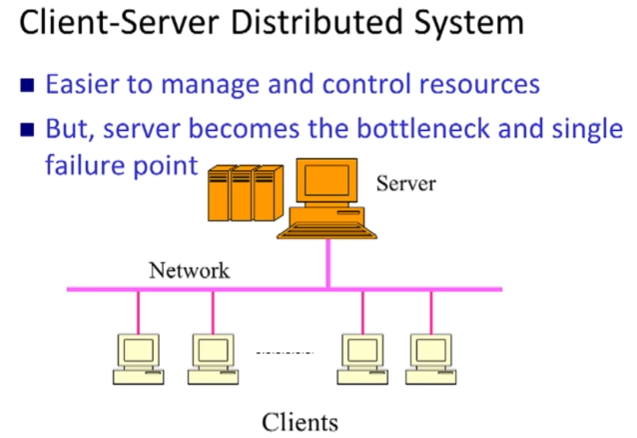 Client-Server Distributed System
Easier to manage and control resources
But, server becomes the bottleneck and single
failure point
Server
Network
Clients